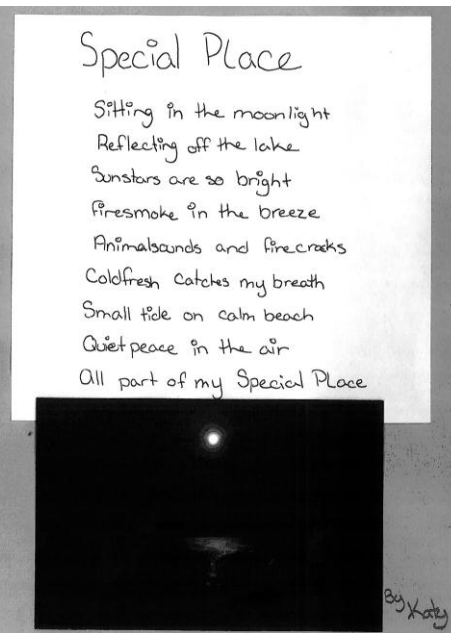 Special Place
Sitting in the moonlight
Reflecting off the lake
Sunstars are so bright
Firesmoke in the breeze
Animalsounds and firecracks
Coldfresh catches my breath
Small tide on calm beach
Quiet peace in the air
All part of my Special Place
By Katy